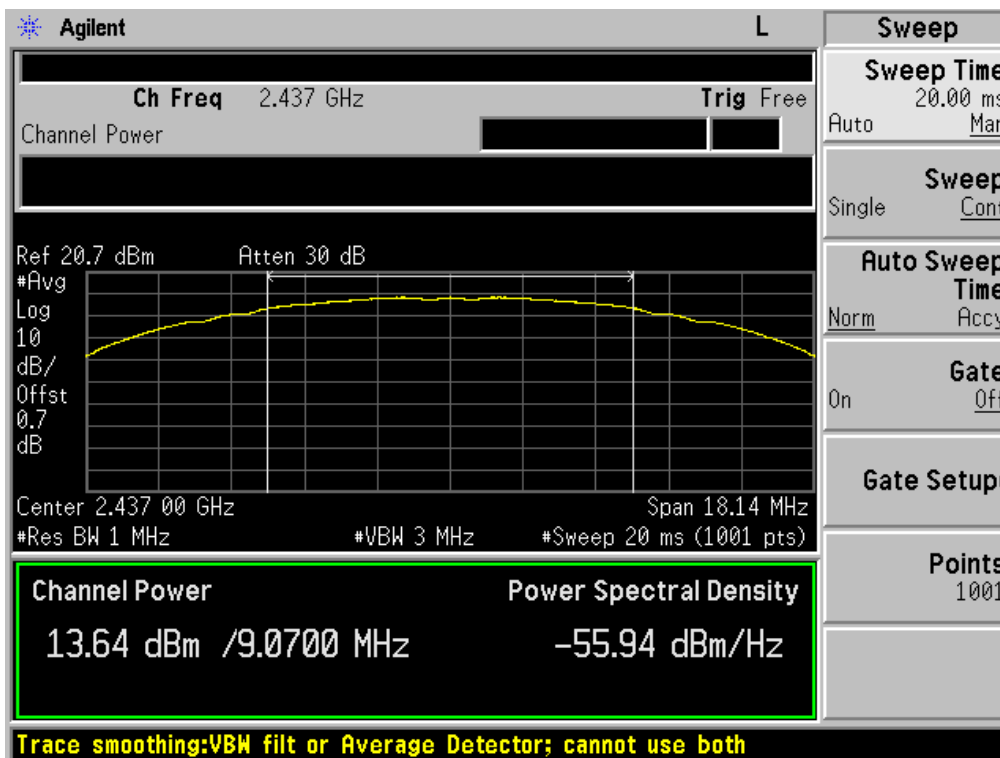 Agilent
L
Sweep
Ch Freq 2.437 GHz
Trig Free
Channel Power
Sweep Time
20.00 ms
Auto Man
Sweep
Single Cont
Auto Sweep
Time
Norm Accy
Gate
On Off
Gate Setup
Points
1001
Ref 20.7 dBm
Atten 30 dB
#Avg
Log
10
dB/
Offst
0.7
dB
Center 2.437 00 GHz
Span 18.14 MHz
#Res BW 1 MHz
#VBW 3 MHz
#Sweep 20 ms (1001 pts)
Channel Power
Power Spectral Density
13.64 dBm /9.0700 MHz
-55.94 dBm/Hz
Trace smoothing:VBW filt or Average Detector; cannot use both